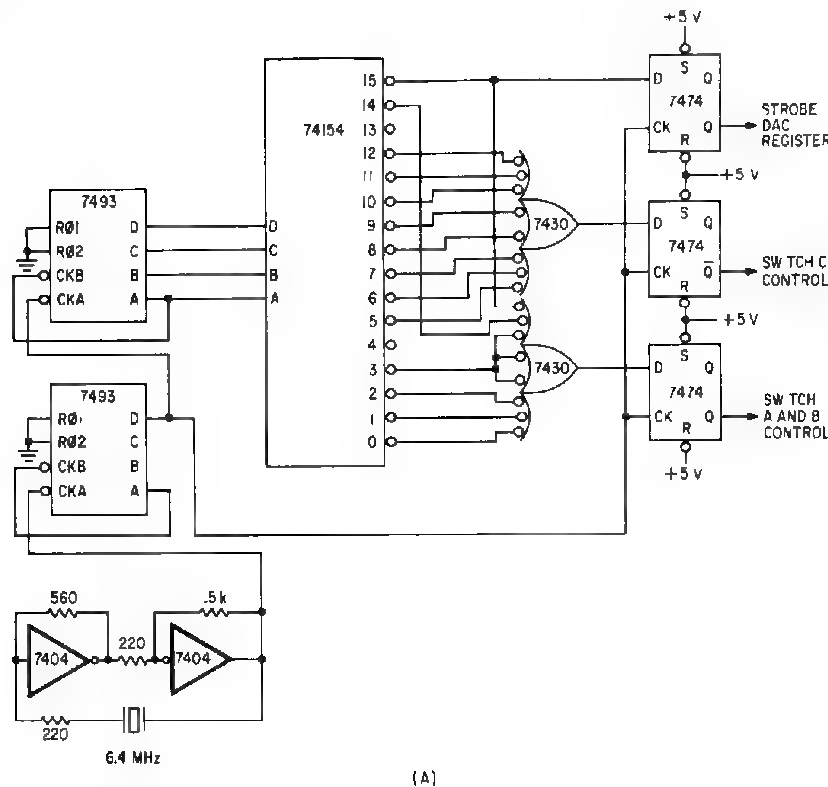 +5 V
15
14
13
12
11
10
9
8
7
6
5
4
3
2
1
0
74154
D
C
B
A
7493
RØ1
RØ2
CKB
CKA
D
C
B
A
7493
RØ
RØ2
CKB
CKA
D
C
B
A
7430
7430
S
D
Q
7474
CK
Q
R
STROBE
DAC
REGISTER
+5 V
S
D
Q
7474
CK
Q̅
R
SW TCH C
CONTROL
+5 V
S
D
Q
7474
CK
Q
R
SW TCH
A AND B
CONTROL
+5 V
560
7404
220
.5k
7404
220
6.4 MHz
(A)